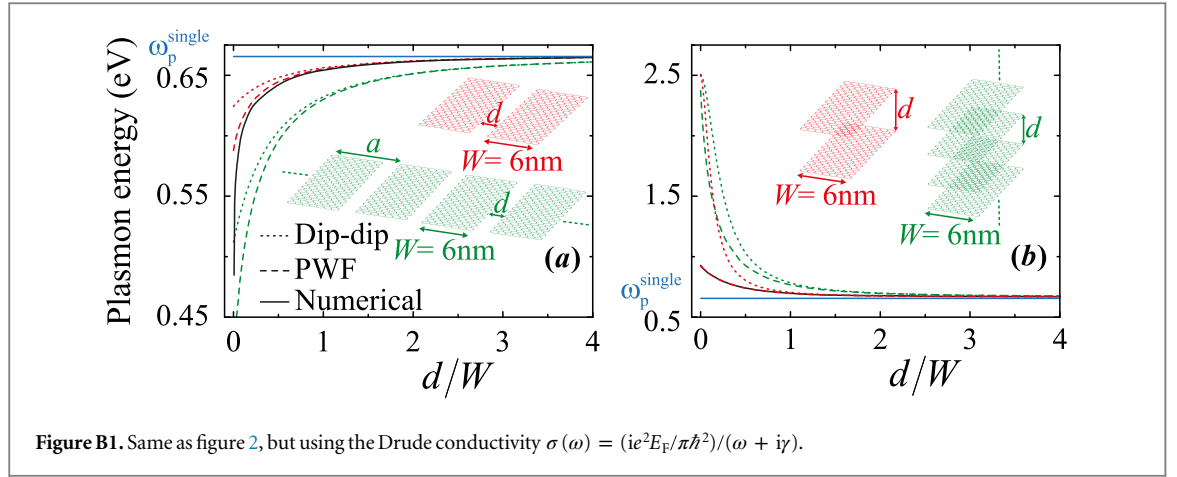 Plasmon energy (eV)
ω_p^single
0.65
0.55
0.45
0 1 2 3 4
d/W
a
d
W= 6nm
d
W= 6nm
Dip-dip
PWF
Numerical
(a)
2.5
1.5
ω_p^single
0.5
0 1 2 3 4
d/W
d
W= 6nm
d
W= 6nm
(b)
Figure B1. Same as figure 2, but using the Drude conductivity σ(ω) = (ie²E_F/πℏ²)/(ω + iγ).